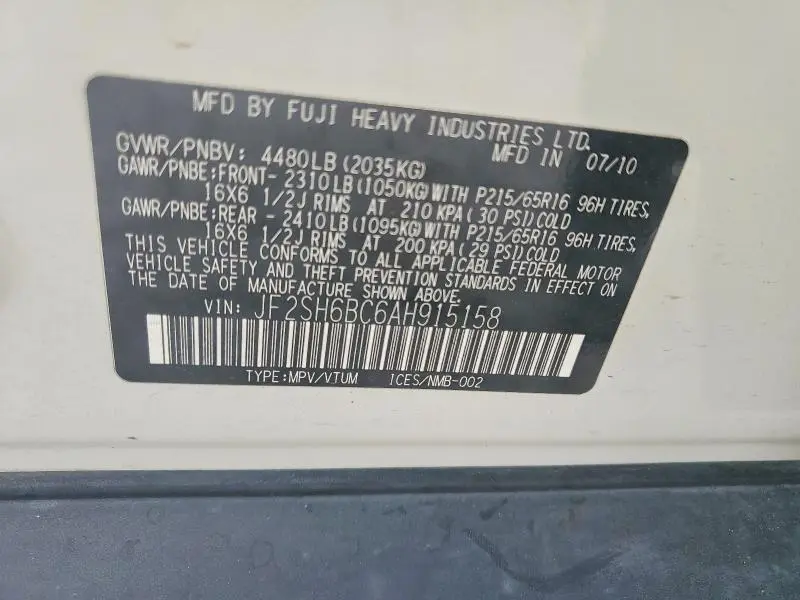 MFD BY FUJI HEAVY INDUSTRIES LTD.
MFD IN 07/10
GVWR/PNBV: 4480LB (2035KG)
GAWR/PNBE:FRONT- 2310LB (1050KG) WITH P215/65R16 96H TIRES,
16X6 1/2J RIMS AT 210 KPA ( 30 PSI) COLD
GAWR/PNBE:REAR - 2410LB (1095KG) WITH P215/65R16 96H TIRES,
16X6 1/2J RIMS AT 200 KPA ( 29 PSI) COLD
THIS VEHICLE CONFORMS TO ALL APPLICABLE FEDERAL MOTOR
VEHICLE SAFETY AND THEFT PREVENTION STANDARDS IN EFFECT ON
THE DATE OF MANUFACTURE SHOWN ABOVE.
VIN: JF2SH6BC6AH915158
TYPE:MPV/VTUM ICES/NMB-002